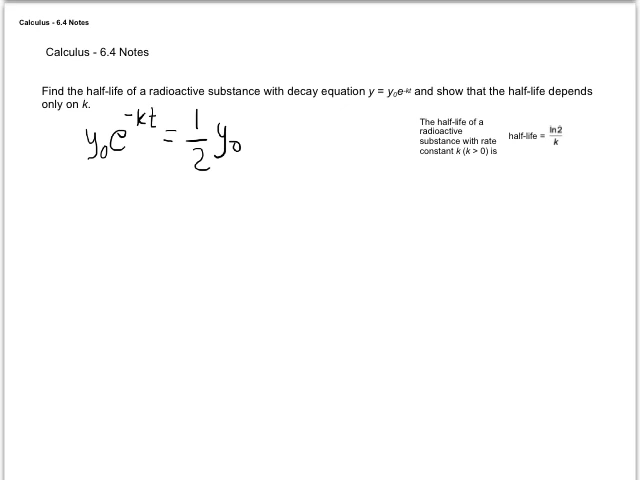 Calculus - 6.4 Notes
Calculus - 6.4 Notes
Find the half-life of a radioactive substance with decay equation y = y₀e⁻ᵏᵗ and show that the half-life depends
only on k.
y₀e^{-kt} = 1/2 y₀
The half-life of a
radioactive
substance with rate
constant k (k > 0) is
half-life = ln2/k